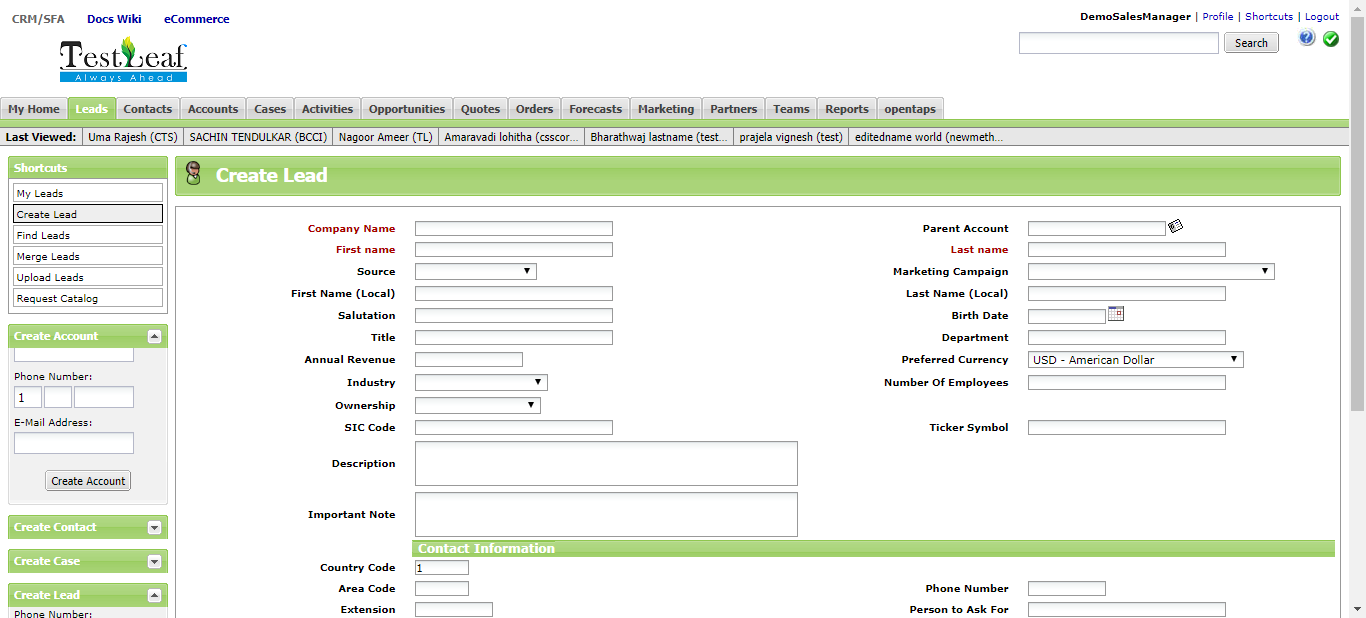 CRM/SFA Docs Wiki eCommerce
DemoSalesManager | Profile | Shortcuts | Logout
TestLeaf
Always Ahead
Search
My Home Leads Contacts Accounts Cases Activities Opportunities Quotes Orders Forecasts Marketing Partners Teams Reports opentaps
Last Viewed: Uma Rajesh (CTS) SACHIN TENDULKAR (BCCI) Nagoor Ameer (TL) Amaravadi lohitha (csscor... Bharathwaj lastname (test... prajela vignesh (test) editedname world (newmeth...
Shortcuts
My Leads
Create Lead
Find Leads
Merge Leads
Upload Leads
Request Catalog
Create Account
Phone Number:
1
E-Mail Address:
Create Account
Create Contact
Create Case
Create Lead
Phone Number:
Create Lead
Company Name Parent Account
First name Last name
Source Marketing Campaign
First Name (Local) Last Name (Local)
Salutation Birth Date
Title Department
Annual Revenue Preferred Currency USD - American Dollar
Industry Number Of Employees
Ownership
SIC Code Ticker Symbol
Description
Important Note
Contact Information
Country Code 1
Area Code Phone Number
Extension Person to Ask For